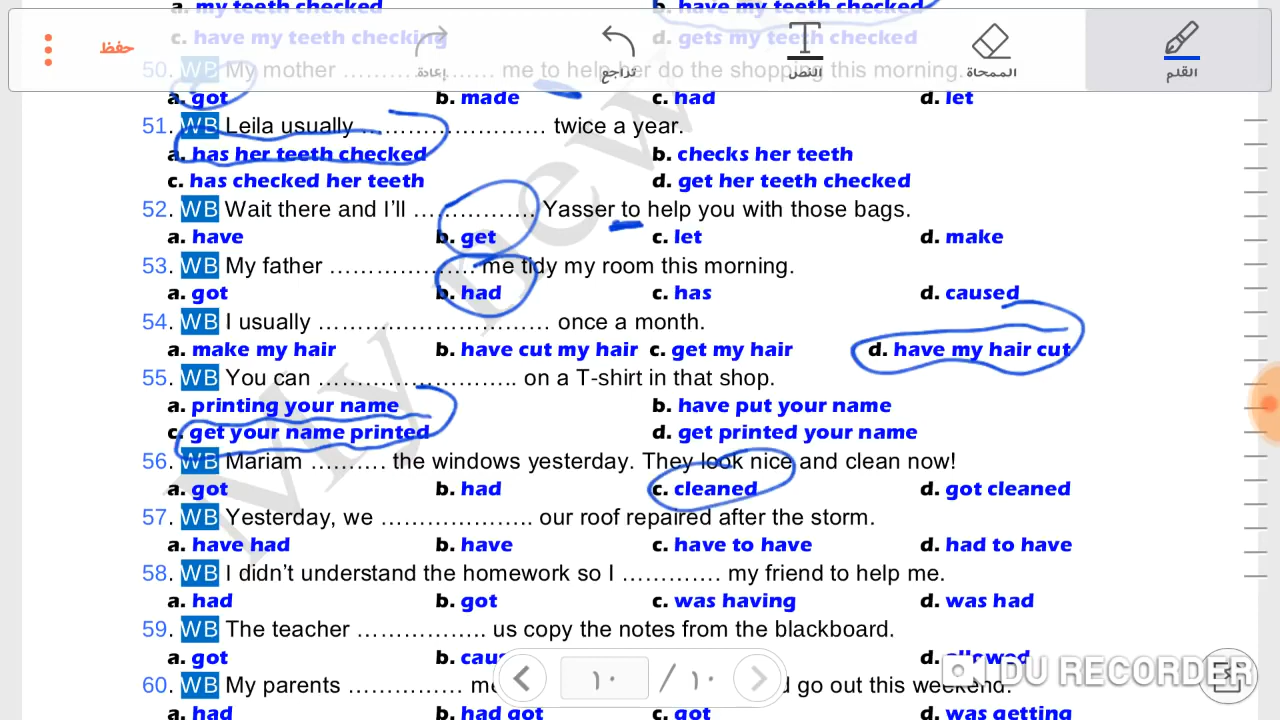 a. my teeth checked b. have my teeth checked
c. have my teeth checking d. gets my teeth checked
حفظ إعادة تراجع النص الممحاة القلم
50. WB My mother ………………… me to help her do the shopping this morning.
a. got b. made c. had d. let
51. WB Leila usually …………………… twice a year.
a. has her teeth checked b. checks her teeth
c. has checked her teeth d. get her teeth checked
52. WB Wait there and I'll ……………… Yasser to help you with those bags.
a. have b. get c. let d. make
53. WB My father ………………… me tidy my room this morning.
a. got b. had c. has d. caused
54. WB I usually ………………………… once a month.
a. make my hair b. have cut my hair c. get my hair d. have my hair cut
55. WB You can …………………….. on a T-shirt in that shop.
a. printing your name b. have put your name
c. get your name printed d. get printed your name
56. WB Mariam ………. the windows yesterday. They look nice and clean now!
a. got b. had c. cleaned d. got cleaned
57. WB Yesterday, we ……………….. our roof repaired after the storm.
a. have had b. have c. have to have d. had to have
58. WB I didn't understand the homework so I …………. my friend to help me.
a. had b. got c. was having d. was had
59. WB The teacher …………….. us copy the notes from the blackboard.
a. got b. d. allowed
١٠ / ١٠
DU RECORDER
60. WB My parents …………… go out this weekend.
a. had b. had got c. got d. was getting
My new